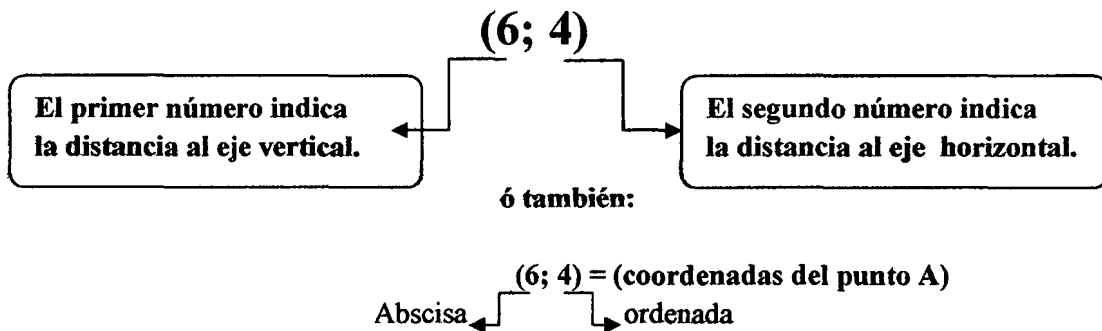 (6; 4)
El primer número indica
la distancia al eje vertical.
El segundo número indica
la distancia al eje horizontal.
ó también:
(6; 4) = (coordenadas del punto A)
Abscisa ordenada